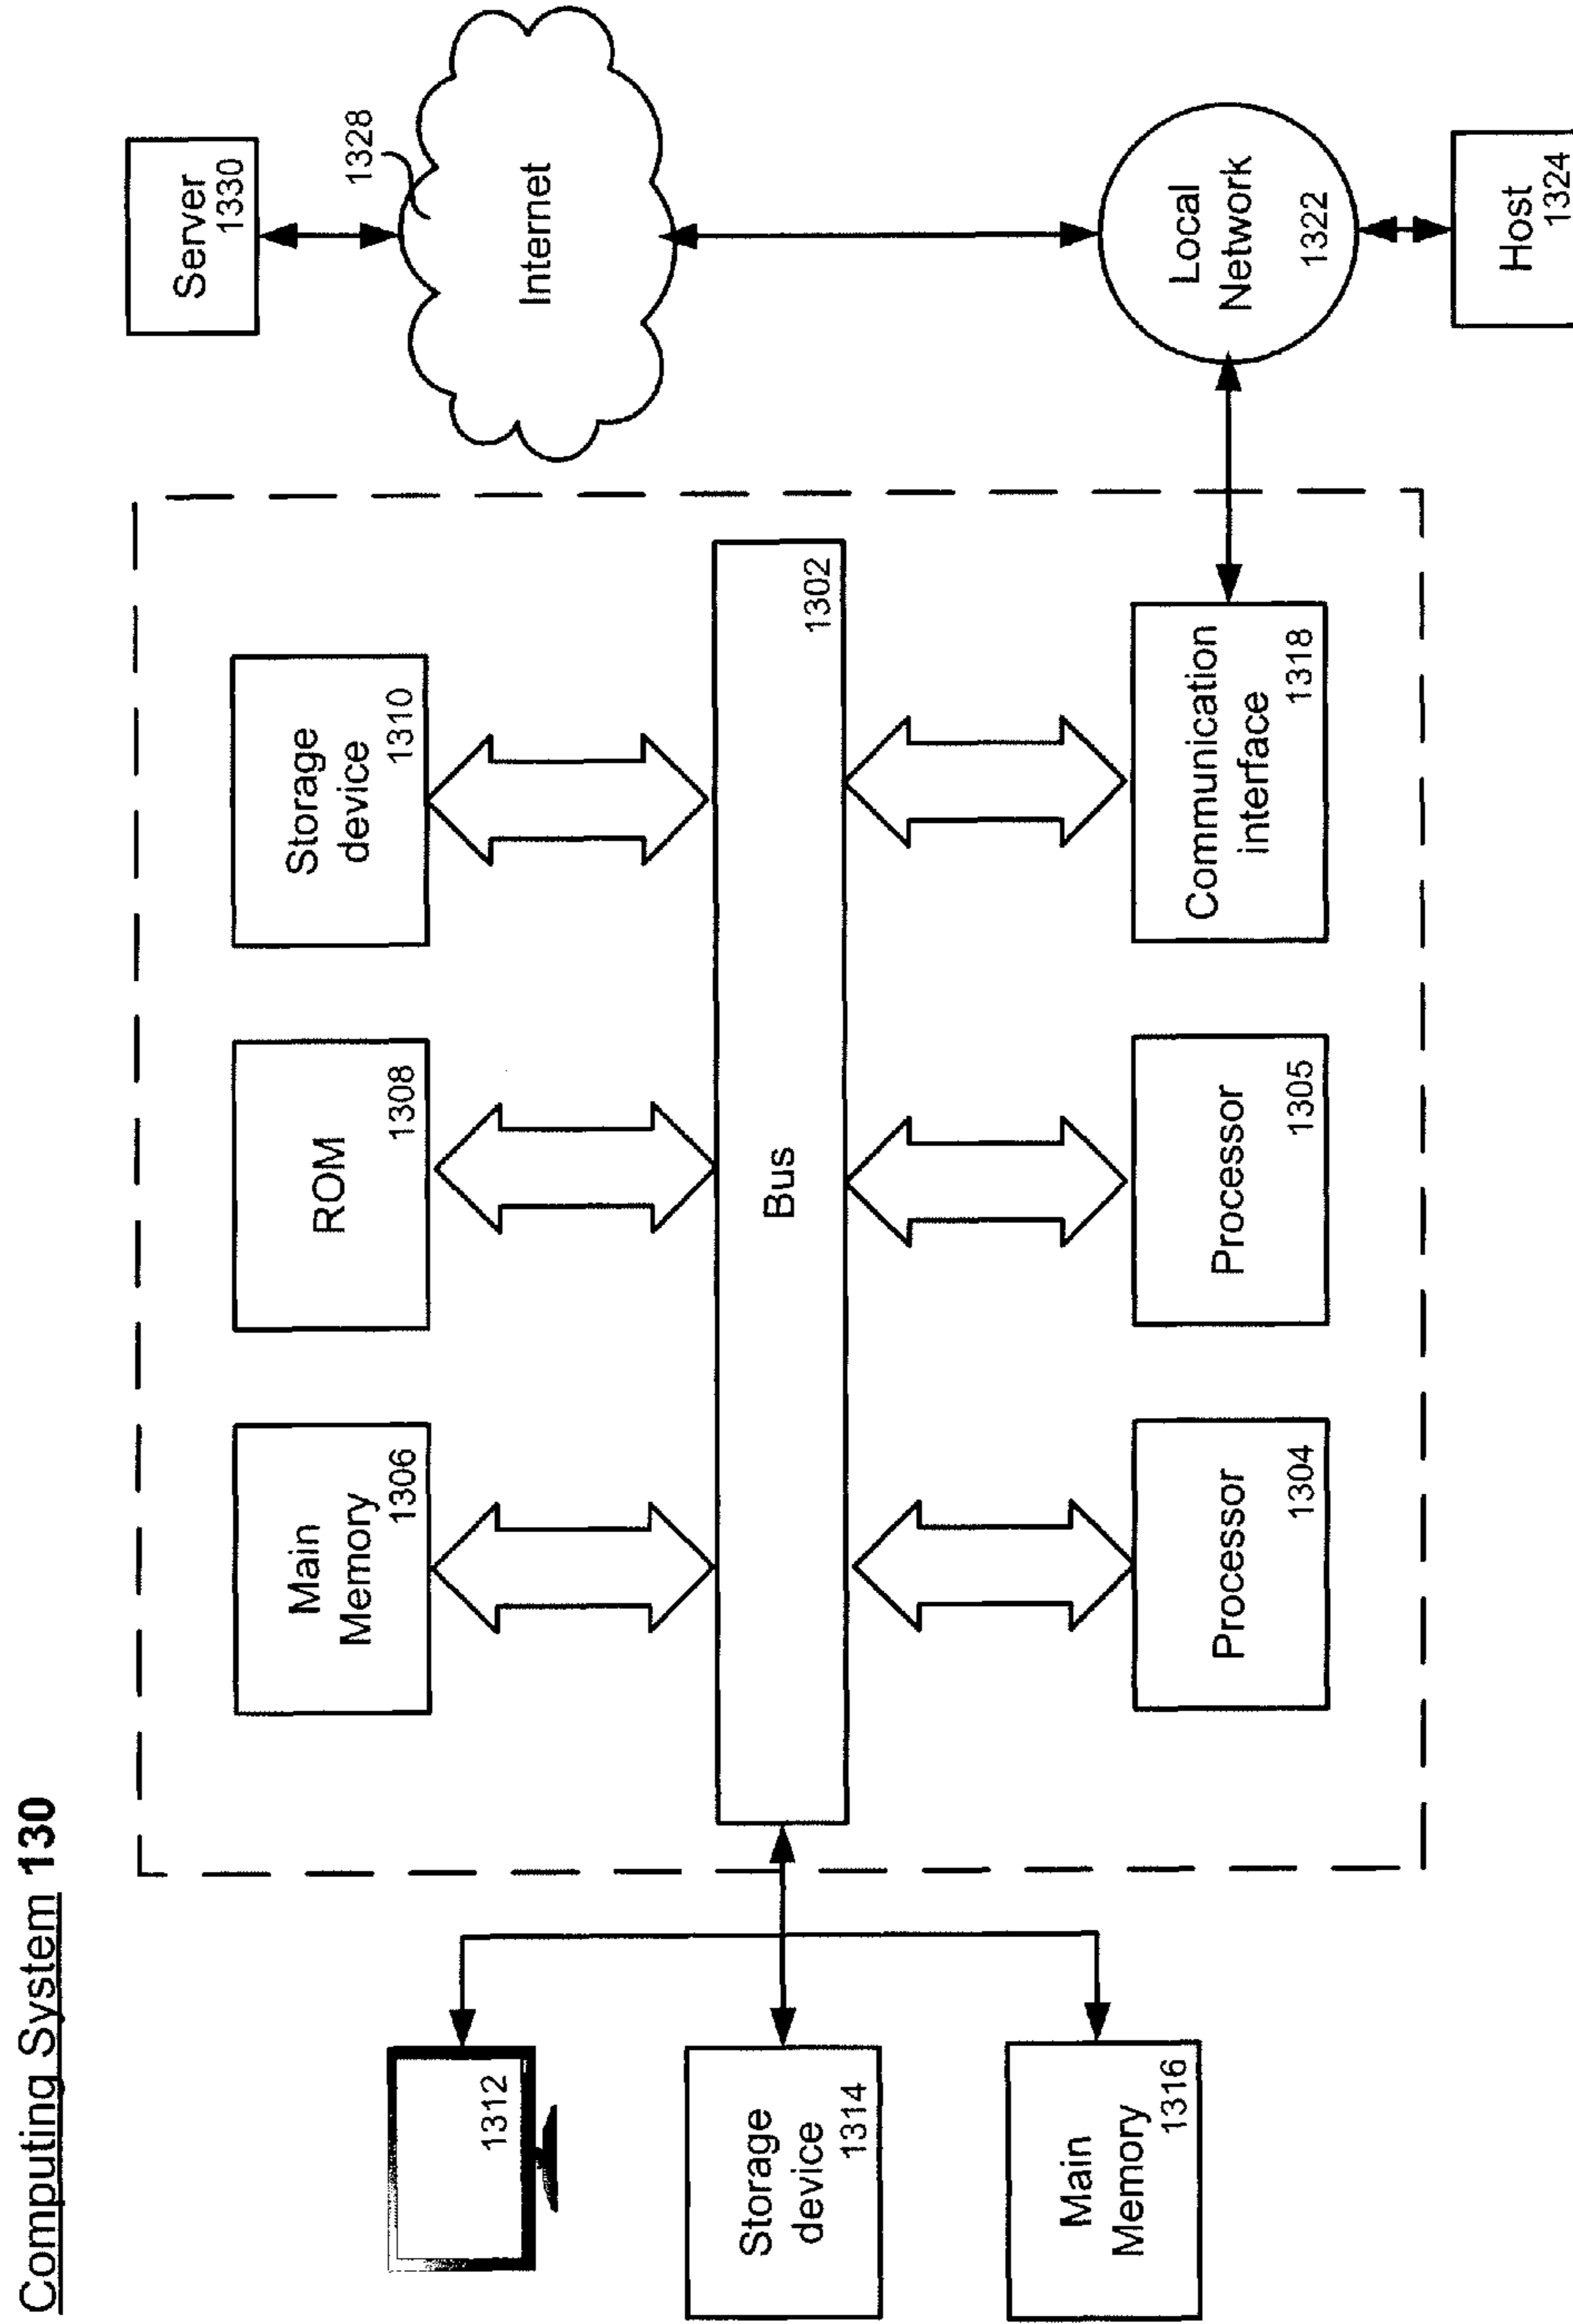 Computing System 130
Main
Memory
1306
ROM
1308
Storage
device
1310
Server
1330
1328
Internet
1312
Storage
device
1314
Main
Memory
1316
Bus
1302
Processor
1304
Processor
1305
Communication
interface
1318
Local
Network
1322
Host
1324